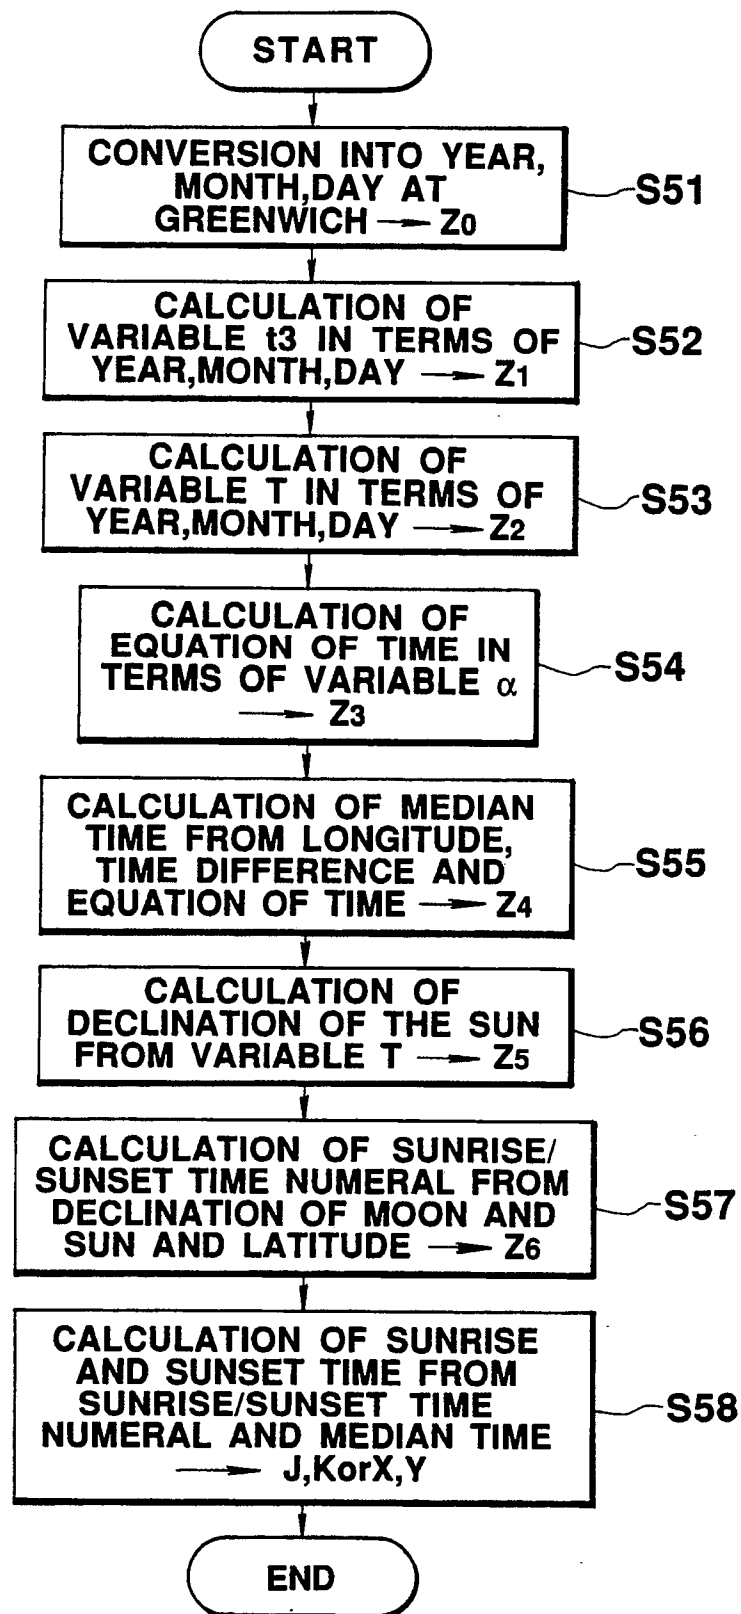 START
CONVERSION INTO YEAR,
MONTH,DAY AT
GREENWICH → Z0
S51
CALCULATION OF
VARIABLE t3 IN TERMS OF
YEAR,MONTH,DAY → Z1
S52
CALCULATION OF
VARIABLE T IN TERMS OF
YEAR,MONTH,DAY → Z2
S53
CALCULATION OF
EQUATION OF TIME IN
TERMS OF VARIABLE α
→ Z3
S54
CALCULATION OF MEDIAN
TIME FROM LONGITUDE,
TIME DIFFERENCE AND
EQUATION OF TIME → Z4
S55
CALCULATION OF
DECLINATION OF THE SUN
FROM VARIABLE T → Z5
S56
CALCULATION OF SUNRISE/
SUNSET TIME NUMERAL FROM
DECLINATION OF MOON AND
SUN AND LATITUDE → Z6
S57
CALCULATION OF SUNRISE
AND SUNSET TIME FROM
SUNRISE/SUNSET TIME
NUMERAL AND MEDIAN TIME
→ J,KorX,Y
S58
END